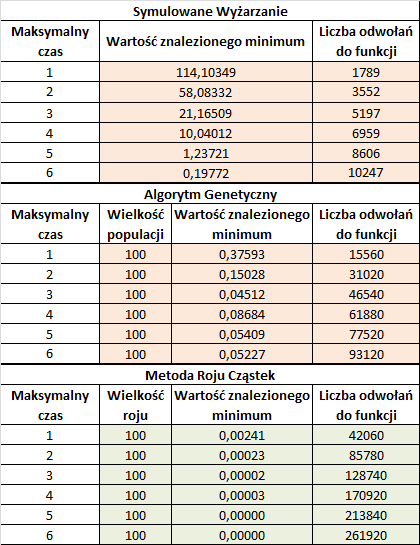 Symulowane Wyżarzanie
Maksymalny czas Wartość znalezionego minimum Liczba odwołań do funkcji
1 114,10349 1789
2 58,08332 3552
3 21,16509 5197
4 10,04012 6959
5 1,23721 8606
6 0,19772 10247
Algorytm Genetyczny
Maksymalny czas Wielkość populacji Wartość znalezionego minimum Liczba odwołań do funkcji
1 100 0,37593 15560
2 100 0,15028 31020
3 100 0,04512 46540
4 100 0,08684 61880
5 100 0,05409 77520
6 100 0,05227 93120
Metoda Roju Cząstek
Maksymalny czas Wielkość roju Wartość znalezionego minimum Liczba odwołań do funkcji
1 100 0,00241 42060
2 100 0,00023 85780
3 100 0,00002 128740
4 100 0,00003 170920
5 100 0,00000 213840
6 100 0,00000 261920